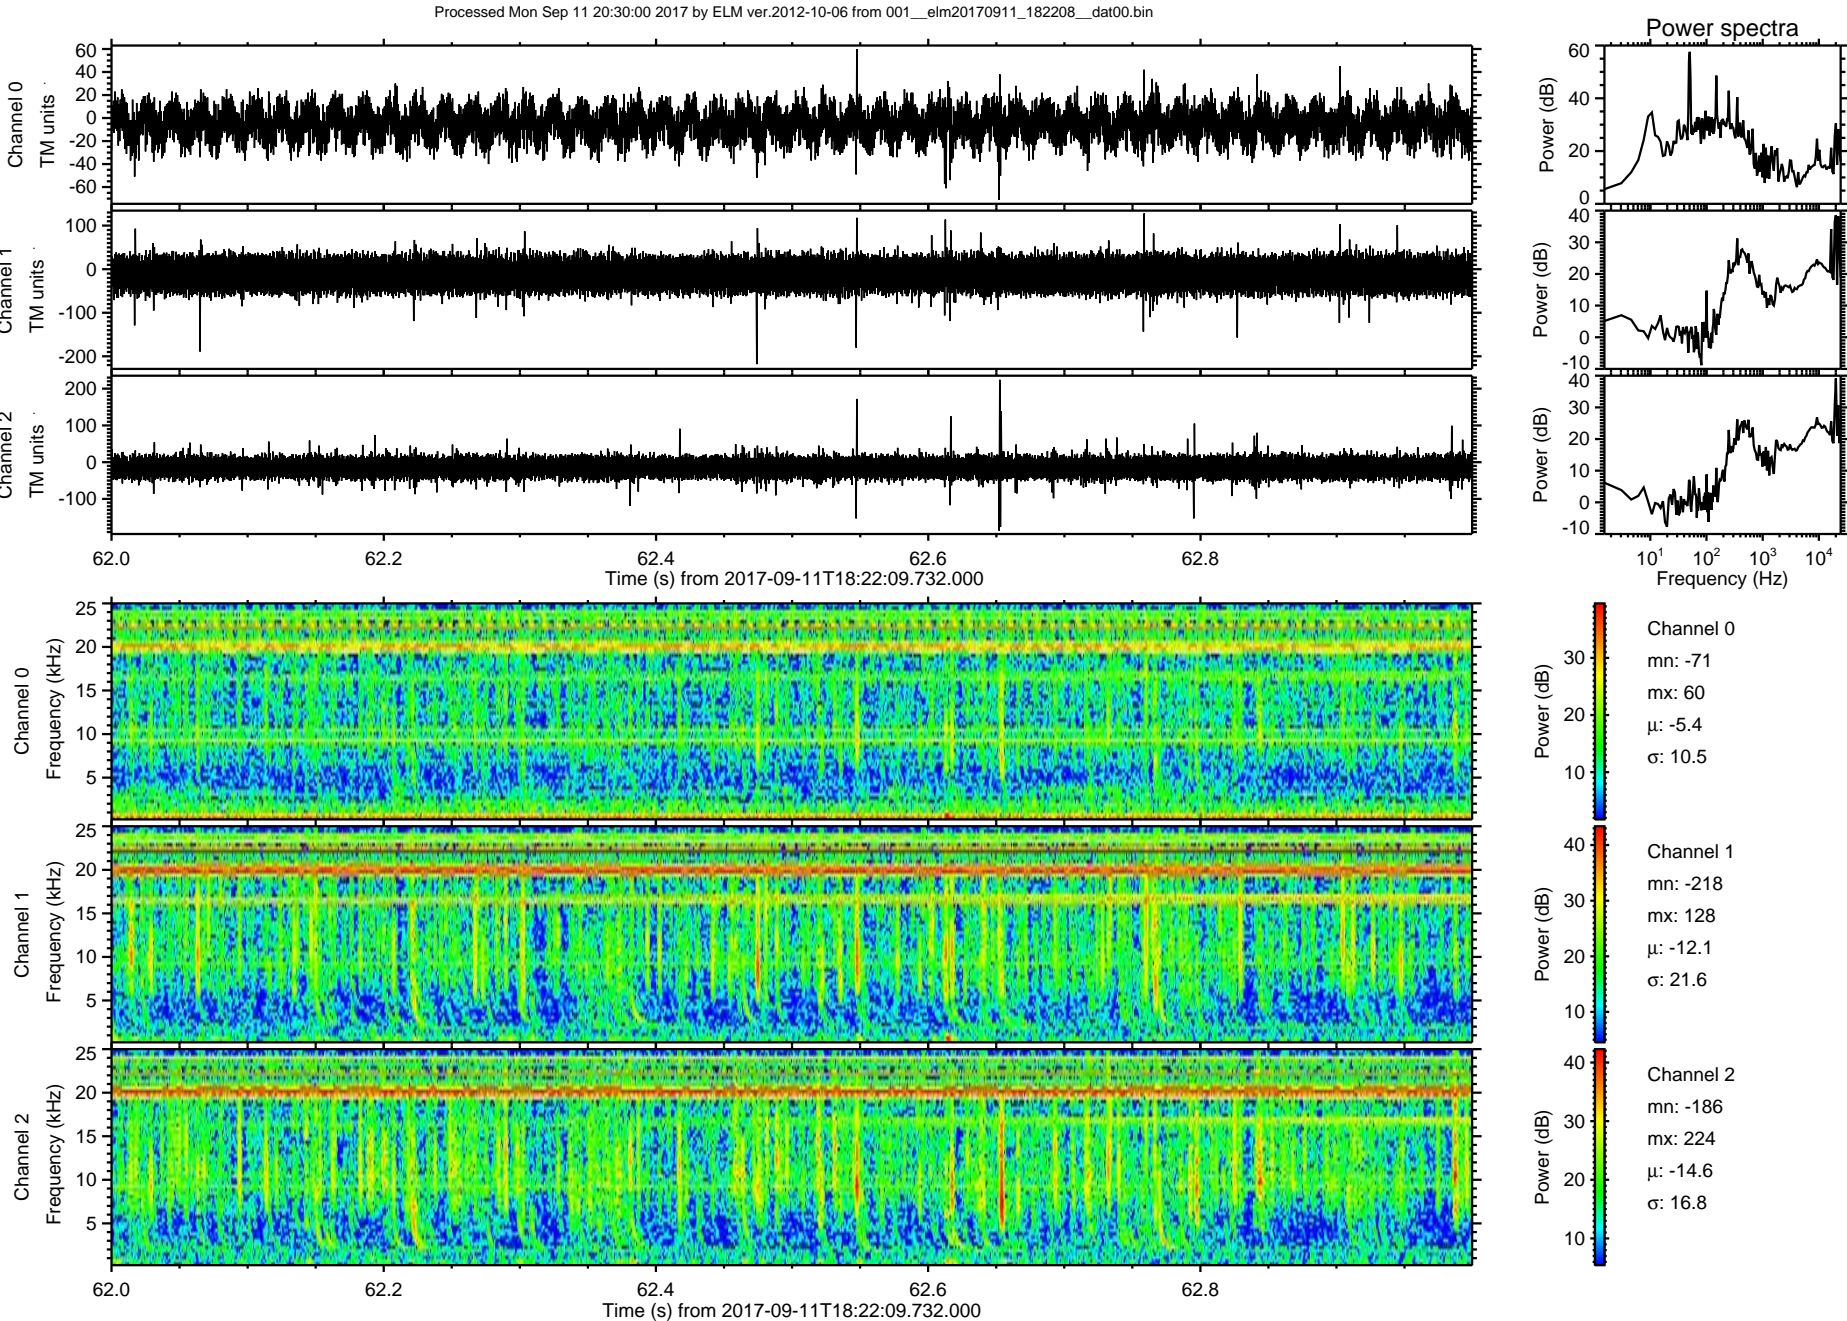 Processed Mon Sep 11 20:30:00 2017 by ELM ver.2012-10-06 from 001__elm20170911_182208__dat00.bin
Power spectra
Channel 0
TM units
60
40
20
0
-20
-40
-60
Power (dB)
60
40
20
0
Channel 1
TM units
100
0
-100
-200
Power (dB)
40
30
20
10
0
-10
Channel 2
TM units
200
100
0
-100
Power (dB)
40
30
20
10
0
-10
62.0 62.2 62.4 62.6 62.8
Time (s) from 2017-09-11T18:22:09.732.000
10¹ 10² 10³ 10⁴
Frequency (Hz)
Channel 0
Frequency (kHz)
25
20
15
10
5
Power (dB)
30
20
10
Channel 0
mn: -71
mx: 60
μ: -5.4
σ: 10.5
Channel 1
Frequency (kHz)
25
20
15
10
5
Power (dB)
40
30
20
10
Channel 1
mn: -218
mx: 128
μ: -12.1
σ: 21.6
Channel 2
Frequency (kHz)
25
20
15
10
5
Power (dB)
40
30
20
10
Channel 2
mn: -186
mx: 224
μ: -14.6
σ: 16.8
62.0 62.2 62.4 62.6 62.8
Time (s) from 2017-09-11T18:22:09.732.000